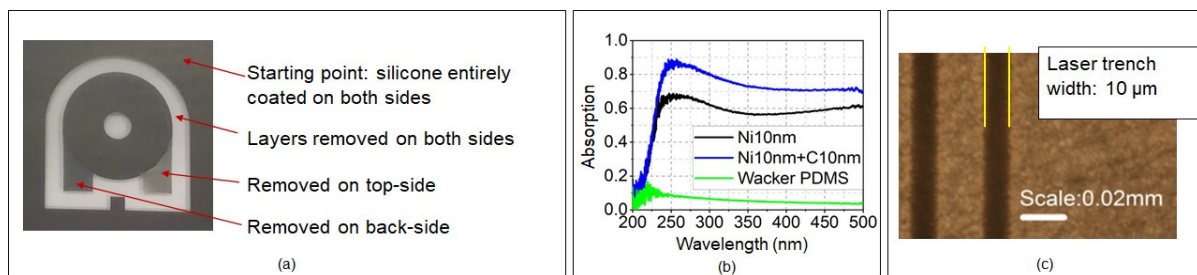 Starting point: silicone entirely
coated on both sides
Layers removed on both sides
Removed on top-side
Removed on back-side
(a)
1.0
0.8
0.6
0.4
0.2
0.0
Absorption
Ni10nm
Ni10nm+C10nm
Wacker PDMS
200 250 300 350 400 450 500
Wavelength (nm)
(b)
Laser trench
width: 10 µm
Scale:0.02mm
(c)